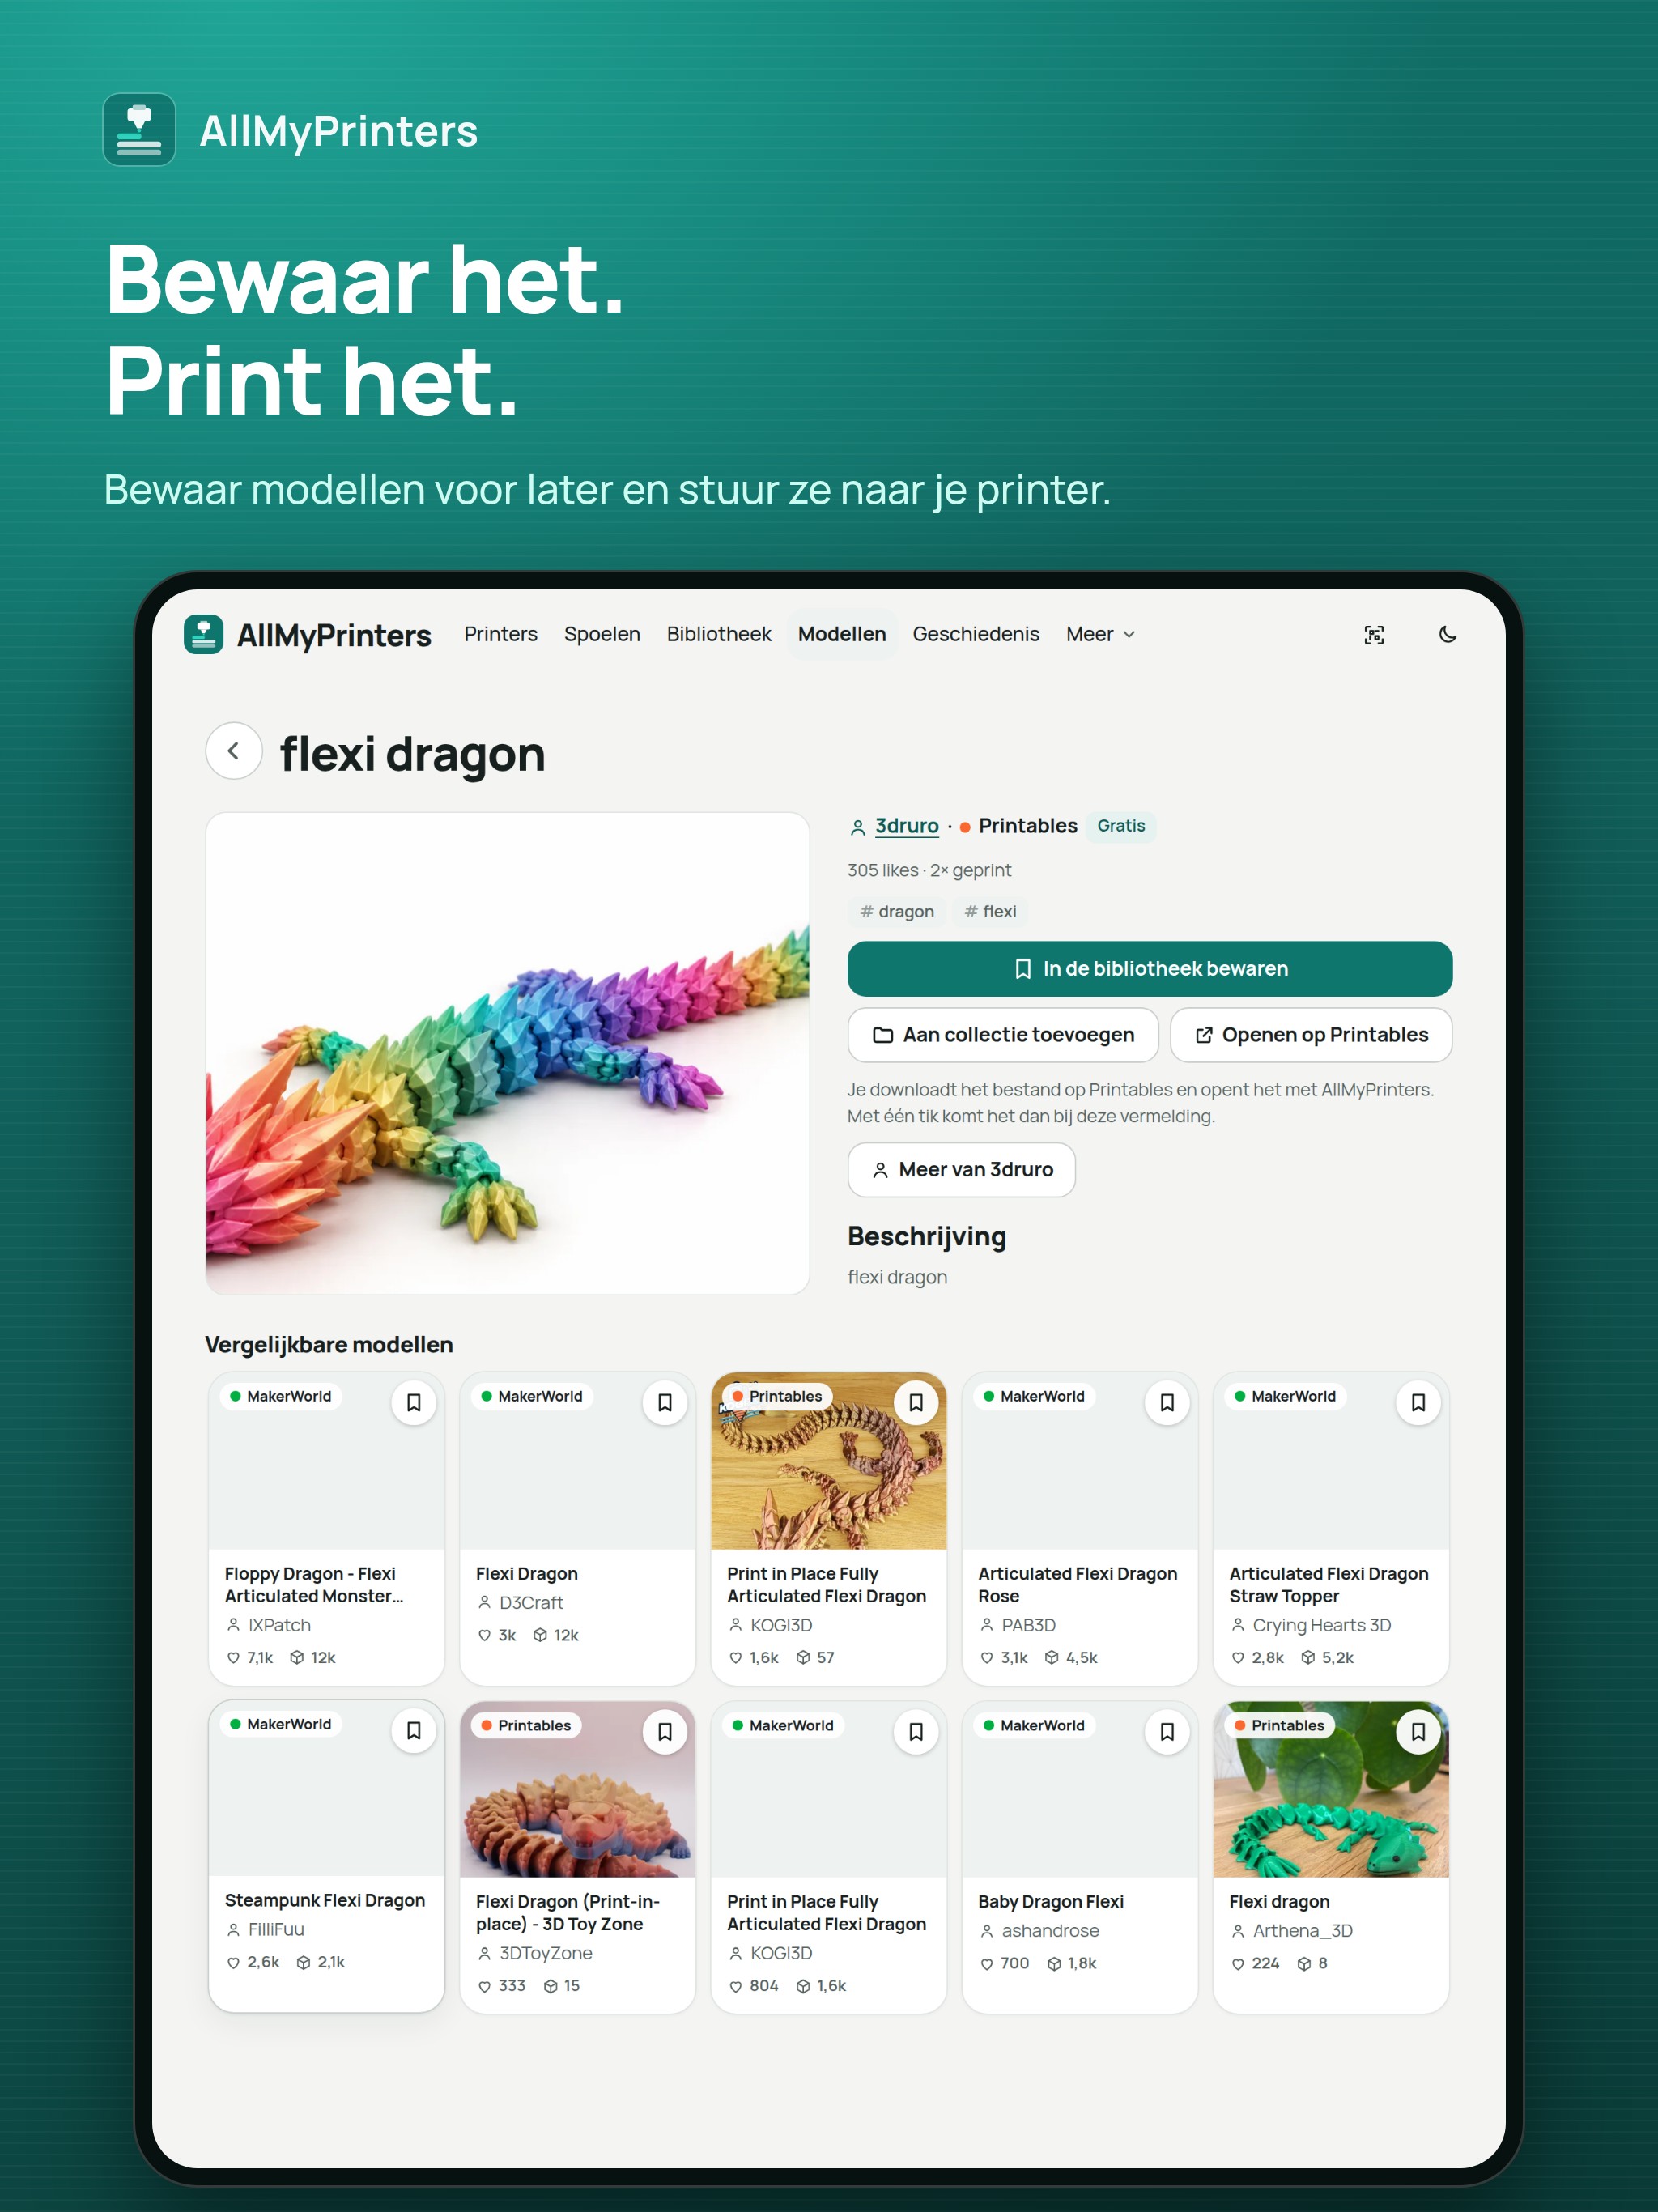 AllMyPrinters
Bewaar het.
Print het.
Bewaar modellen voor later en stuur ze naar je printer.
AllMyPrinters Printers Spoelen Bibliotheek Modellen Geschiedenis Meer
flexi dragon
3druro · Printables Gratis
305 likes · 2× geprint
# dragon # flexi
In de bibliotheek bewaren
Aan collectie toevoegen Openen op Printables
Je downloadt het bestand op Printables en opent het met AllMyPrinters.
Met één tik komt het dan bij deze vermelding.
Meer van 3druro
Beschrijving
flexi dragon
Vergelijkbare modellen
MakerWorld
Floppy Dragon - Flexi
Articulated Monster...
IXPatch
7,1k 12k
MakerWorld
Flexi Dragon
D3Craft
3k 12k
Printables
Print in Place Fully
Articulated Flexi Dragon
KOGI3D
1,6k 57
MakerWorld
Articulated Flexi Dragon
Rose
PAB3D
3,1k 4,5k
MakerWorld
Articulated Flexi Dragon
Straw Topper
Crying Hearts 3D
2,8k 5,2k
MakerWorld
Steampunk Flexi Dragon
FilliFuu
2,6k 2,1k
Printables
Flexi Dragon (Print-in-
place) - 3D Toy Zone
3DToyZone
333 15
MakerWorld
Print in Place Fully
Articulated Flexi Dragon
KOGI3D
804 1,6k
MakerWorld
Baby Dragon Flexi
ashandrose
700 1,8k
Printables
Flexi dragon
Arthena_3D
224 8